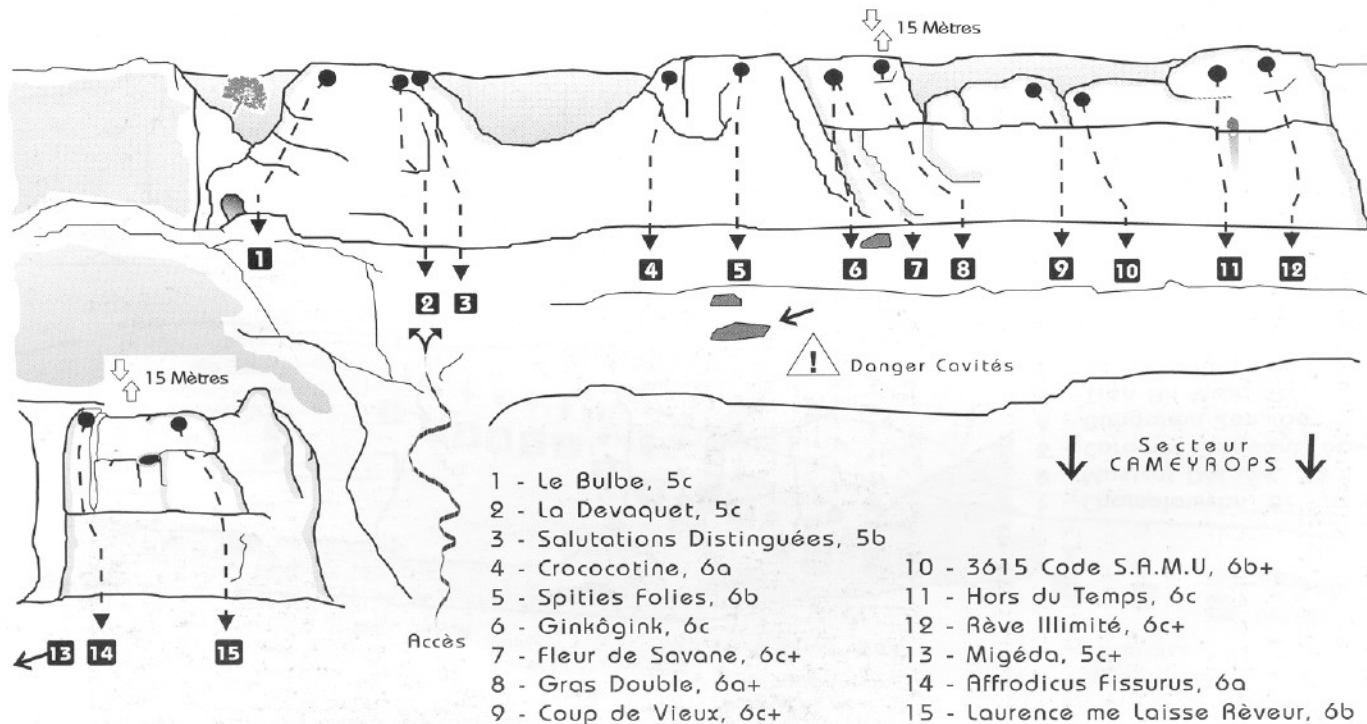 15 Mètres
1
2
3
4
5
6
7
8
9
10
11
12
! Danger Cavités
15 Mètres
Secteur
CAMEYROPS
13
14
15
Accès
1 - Le Bulbe, 5c
2 - La Devaquet, 5c
3 - Salutations Distinguées, 5b
4 - Crococotine, 6a
5 - Spities Folies, 6b
6 - Ginkôgink, 6c
7 - Fleur de Savane, 6c+
8 - Gras Double, 6a+
9 - Coup de Vieux, 6c+
10 - 3615 Code S.A.M.U, 6b+
11 - Hors du Temps, 6c
12 - Rève Illimité, 6c+
13 - Migéda, 5c+
14 - Affrodicus Fissurus, 6a
15 - Laurence me Laisse Rèveur, 6b